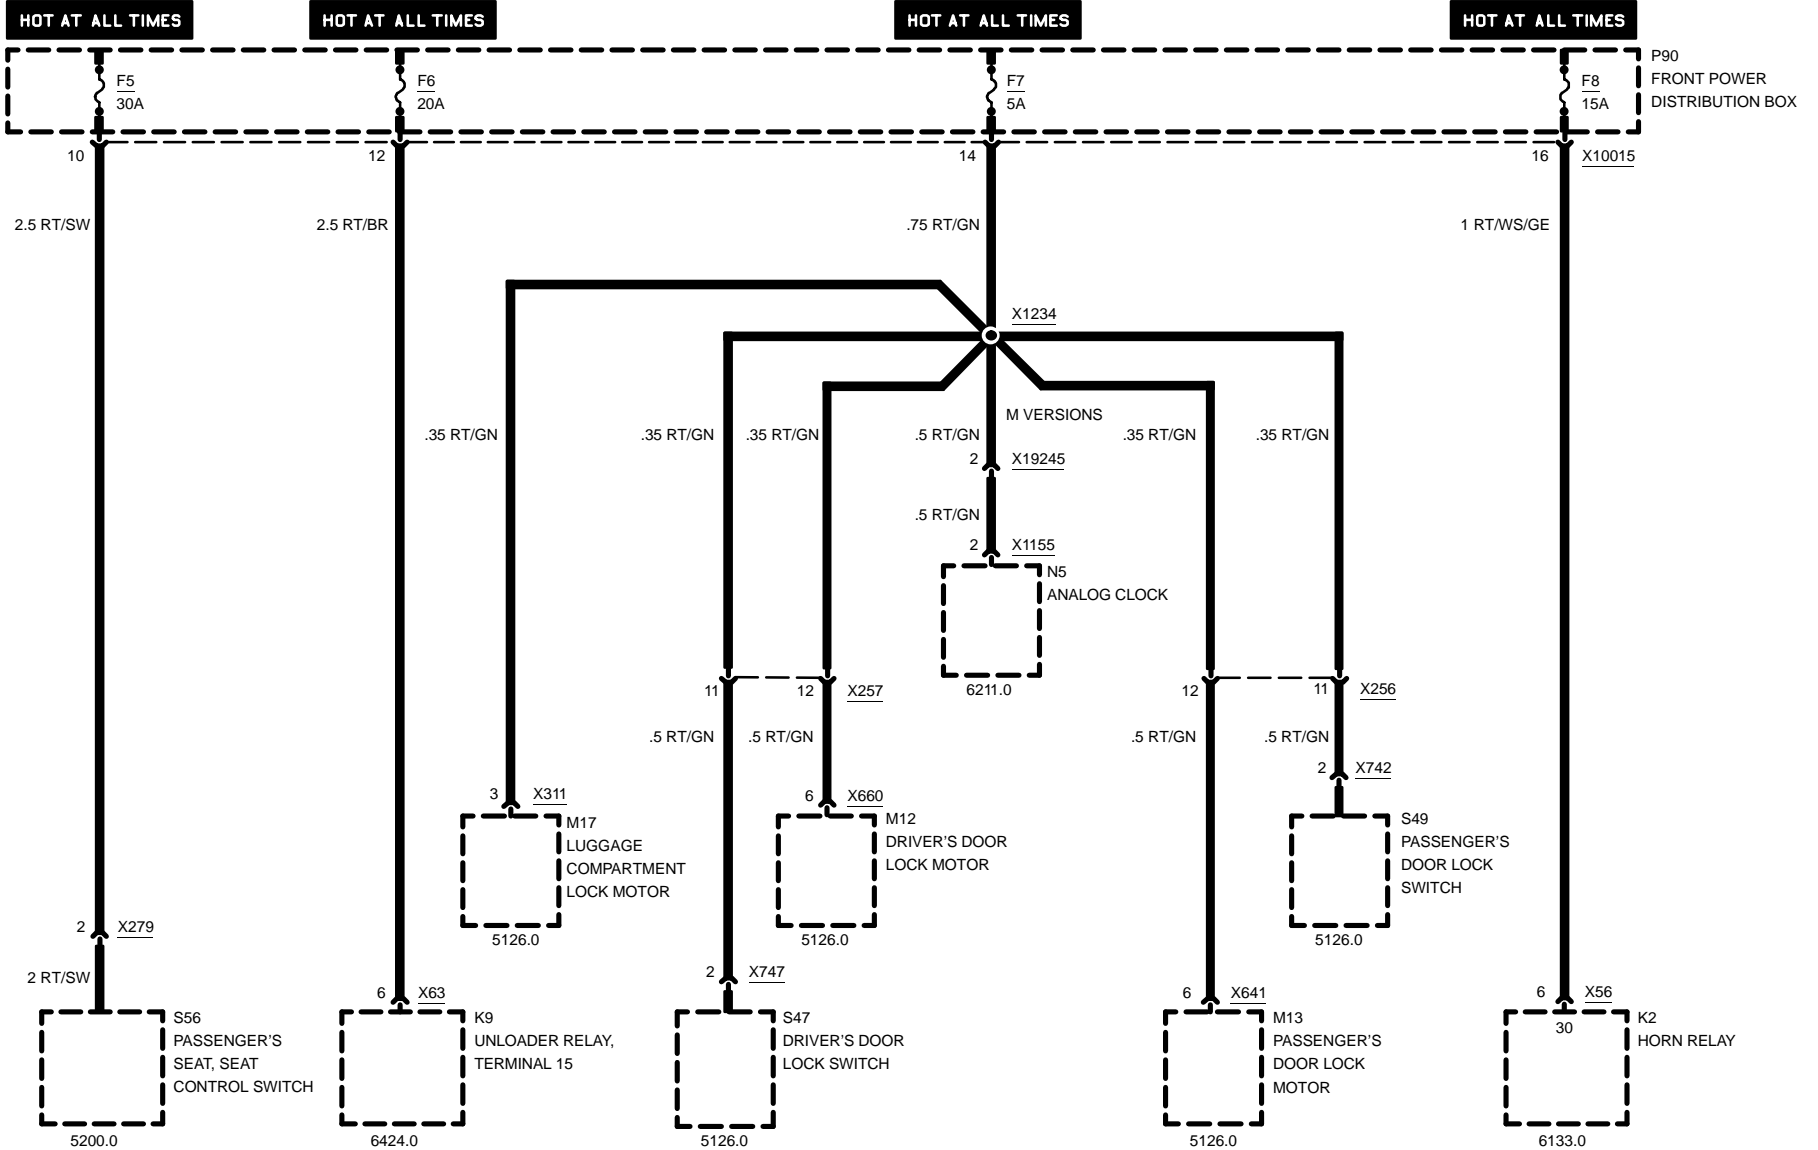 HOT AT ALL TIMES
HOT AT ALL TIMES
HOT AT ALL TIMES
HOT AT ALL TIMES
F5
30A
F6
20A
F7
5A
F8
15A
P90
FRONT POWER
DISTRIBUTION BOX
10
12
14
16
X10015
2.5 RT/SW
2.5 RT/BR
.75 RT/GN
1 RT/WS/GE
X1234
M VERSIONS
.35 RT/GN
.35 RT/GN
.35 RT/GN
.5 RT/GN
.35 RT/GN
.35 RT/GN
2
X19245
.5 RT/GN
2
X1155
N5
ANALOG CLOCK
6211.0
11
12
X257
12
11
X256
.5 RT/GN
.5 RT/GN
.5 RT/GN
.5 RT/GN
2
X742
3
X311
6
X660
M17
LUGGAGE
COMPARTMENT
LOCK MOTOR
5126.0
M12
DRIVER'S DOOR
LOCK MOTOR
5126.0
S49
PASSENGER'S
DOOR LOCK
SWITCH
5126.0
2
X279
2 RT/SW
2
X747
6
X63
6
X641
6
X56
S56
PASSENGER'S
SEAT, SEAT
CONTROL SWITCH
5200.0
K9
UNLOADER RELAY,
TERMINAL 15
6424.0
S47
DRIVER'S DOOR
LOCK SWITCH
5126.0
M13
PASSENGER'S
DOOR LOCK
MOTOR
5126.0
30
K2
HORN RELAY
6133.0